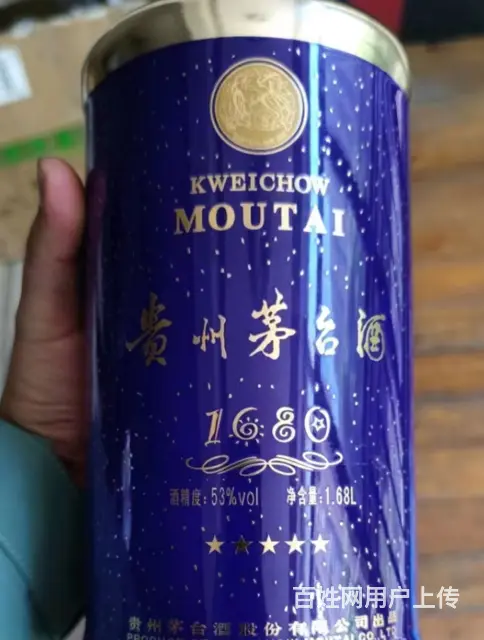 KWEICHOW
MOUTAI
贵州茅台酒
1680
酒精度:53%vol 净含量:1.68L
百姓网用户上传
贵州茅台酒股份有限公司出品